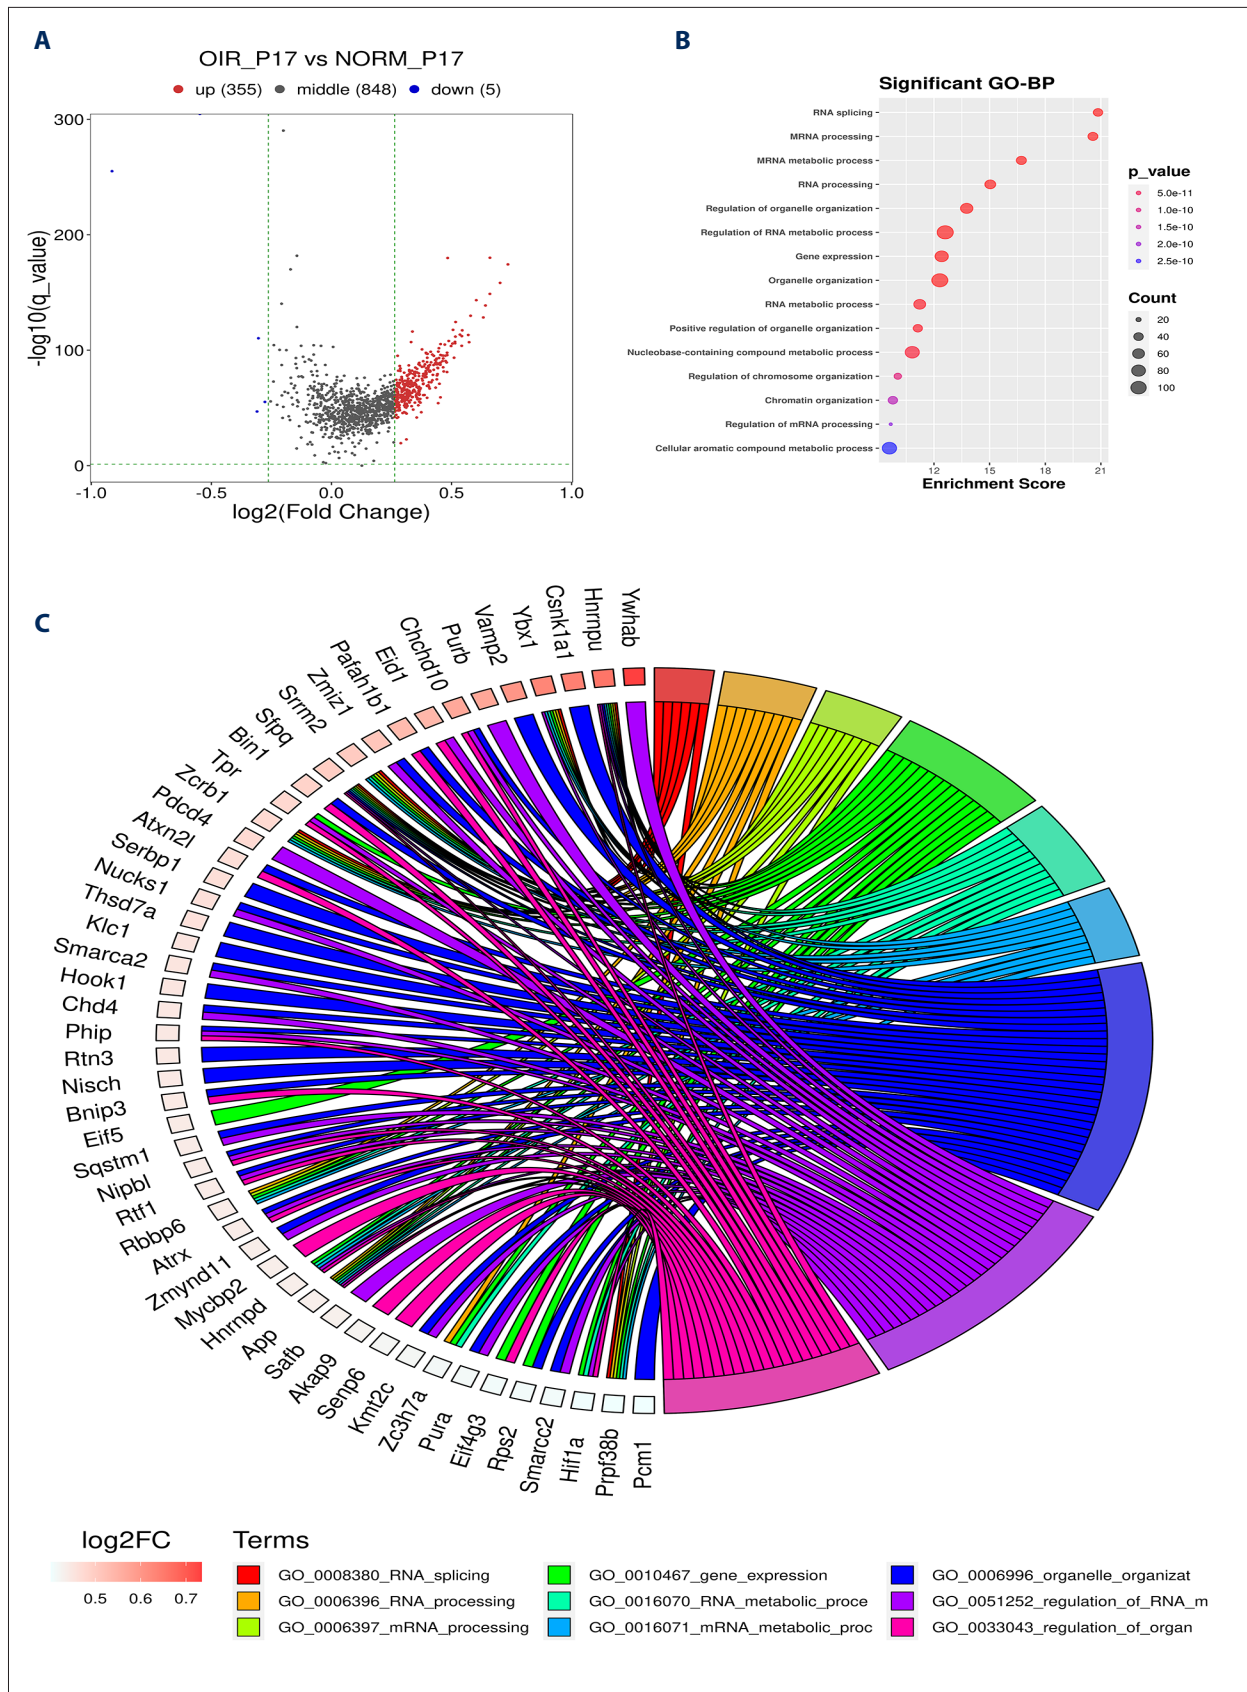 A
OIR_P17 vs NORM_P17
up (355) middle (848) down (5)
300
200
100
0
-log10(q_value)
-1.0 -0.5 0.0 0.5 1.0
log2(Fold Change)
B
Significant GO-BP
RNA splicing
MRNA processing
MRNA metabolic process
RNA processing
Regulation of organelle organization
Regulation of RNA metabolic process
Gene expression
Organelle organization
RNA metabolic process
Positive regulation of organelle organization
Nucleobase-containing compound metabolic process
Regulation of chromosome organization
Chromatin organization
Regulation of mRNA processing
Cellular aromatic compound metabolic process
12 15 18 21
Enrichment Score
p_value
5.0e-11
1.0e-10
1.5e-10
2.0e-10
2.5e-10
Count
20
40
60
80
100
C
Ywhab
Hnrnpu
Csnk1a1
Ybx1
Vamp2
Purb
Chchd10
Eid1
Pafah1b1
Zmiz1
Srrm2
Sfpq
Bin1
Tpr
Zcrb1
Pdcd4
Atxn2l
Serbp1
Nucks1
Thsd7a
Klc1
Smarca2
Hook1
Chd4
Phip
Rtn3
Nisch
Bnip3
Eif5
Sqstm1
Nipbl
Rtf1
Rbbp6
Atrx
Zmynd11
Mycbp2
Hnrnpd
App
Safb
Akap9
Senp6
Kmt2c
Zc3h7a
Pura
Eif4g3
Rps2
Smarcc2
Hif1a
Prpf38b
Pcm1
log2FC
0.5 0.6 0.7
Terms
GO_0008380_RNA_splicing
GO_0006396_RNA_processing
GO_0006397_mRNA_processing
GO_0010467_gene_expression
GO_0016070_RNA_metabolic_proce
GO_0016071_mRNA_metabolic_proc
GO_0006996_organelle_organizat
GO_0051252_regulation_of_RNA_m
GO_0033043_regulation_of_organ